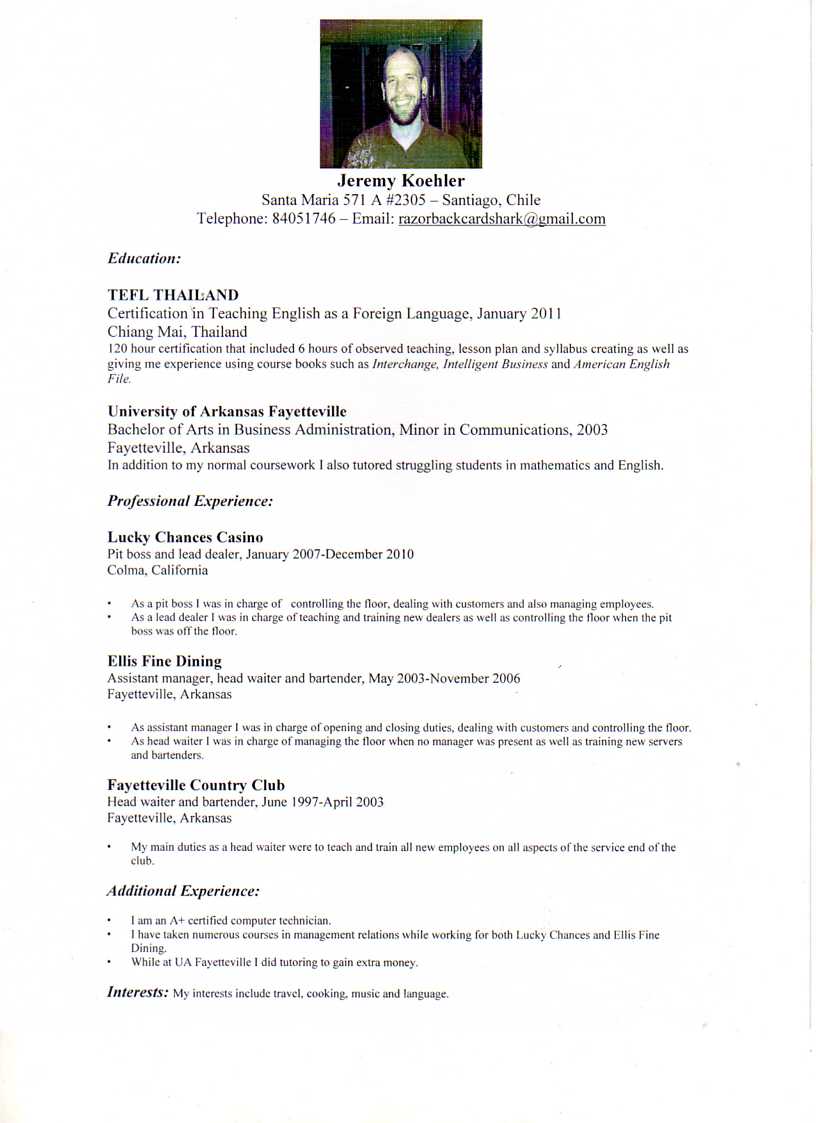 Jeremy Koehler
Santa Maria 571 A #2305 – Santiago, Chile
Telephone: 84051746 – Email: razorbackcardshark@gmail.com
Education:
TEFL THAILAND
Certification in Teaching English as a Foreign Language, January 2011
Chiang Mai, Thailand
120 hour certification that included 6 hours of observed teaching, lesson plan and syllabus creating as well as
giving me experience using course books such as Interchange, Intelligent Business and American English
File.
University of Arkansas Fayetteville
Bachelor of Arts in Business Administration, Minor in Communications, 2003
Fayetteville, Arkansas
In addition to my normal coursework I also tutored struggling students in mathematics and English.
Professional Experience:
Lucky Chances Casino
Pit boss and lead dealer, January 2007-December 2010
Colma, California
• As a pit boss I was in charge of controlling the floor, dealing with customers and also managing employees.
• As a lead dealer I was in charge of teaching and training new dealers as well as controlling the floor when the pit
boss was off the floor.
Ellis Fine Dining
Assistant manager, head waiter and bartender, May 2003-November 2006
Fayetteville, Arkansas
• As assistant manager I was in charge of opening and closing duties, dealing with customers and controlling the floor.
• As head waiter I was in charge of managing the floor when no manager was present as well as training new servers
and bartenders.
Fayetteville Country Club
Head waiter and bartender, June 1997-April 2003
Fayetteville, Arkansas
• My main duties as a head waiter were to teach and train all new employees on all aspects of the service end of the
club.
Additional Experience:
• I am an A+ certified computer technician.
• I have taken numerous courses in management relations while working for both Lucky Chances and Ellis Fine
Dining.
• While at UA Fayetteville I did tutoring to gain extra money.
Interests: My interests include travel, cooking, music and language.